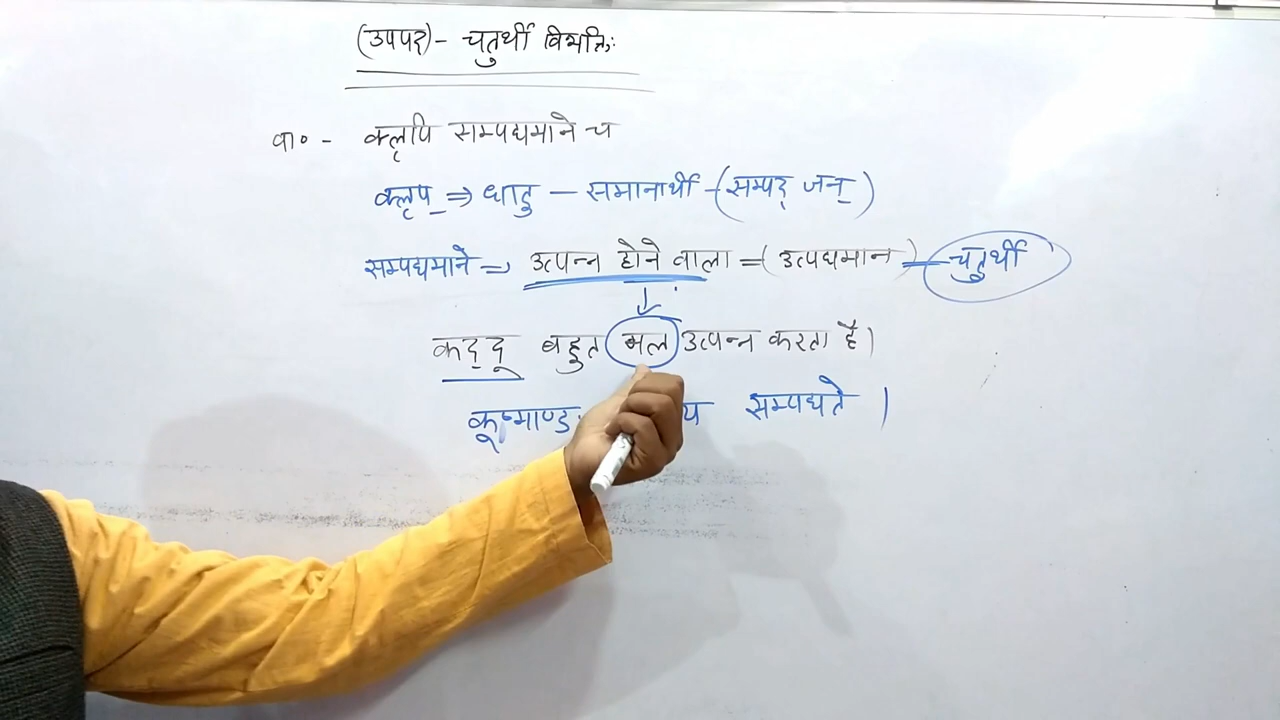 (उपपद)- चतुर्थी विभक्तिः
वा० - क्लृपि सम्पद्यमाने च
क्लृप् ⇒ धातु – समानार्थी - (सम्पद् जन्)
सम्पद्यमाने = उत्पन्न होने वाला = (उत्पद्यमान) – चतुर्थी
कद्दू बहुत मल उत्पन्न करता है।
कूष्माण्डः य सम्पद्यते ।